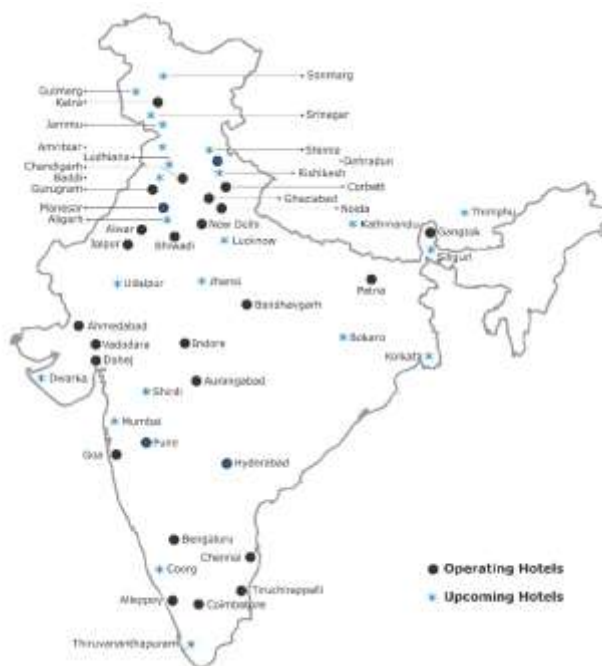 Sonmarg
Gulmarg
Katra
Srinagar
Jammu
Amritsar
Shimla
Ludhiana
Dehradun
Chandigarh
Rishikesh
Baddi
Gurugram
Corbett
Ghaziabad
Manesar
Noida
Thimphu
Aligarh
New Delhi
Kathmandu
Alwar
Gangtok
Jaipur
Bhiwadi
Lucknow
Siliguri
Udaipur
Jhansi
Patna
Bandhavgarh
Ahmedabad
Vadodara
Indore
Bokaro
Dahej
Kolkata
Dwarka
Aurangabad
Shirdi
Mumbai
Pune
Goa
Hyderabad
Bengaluru
Chennai
Coorg
Operating Hotels
Tiruchirappalli
Alleppey
Coimbatore
Upcoming Hotels
Thiruvananthapuram